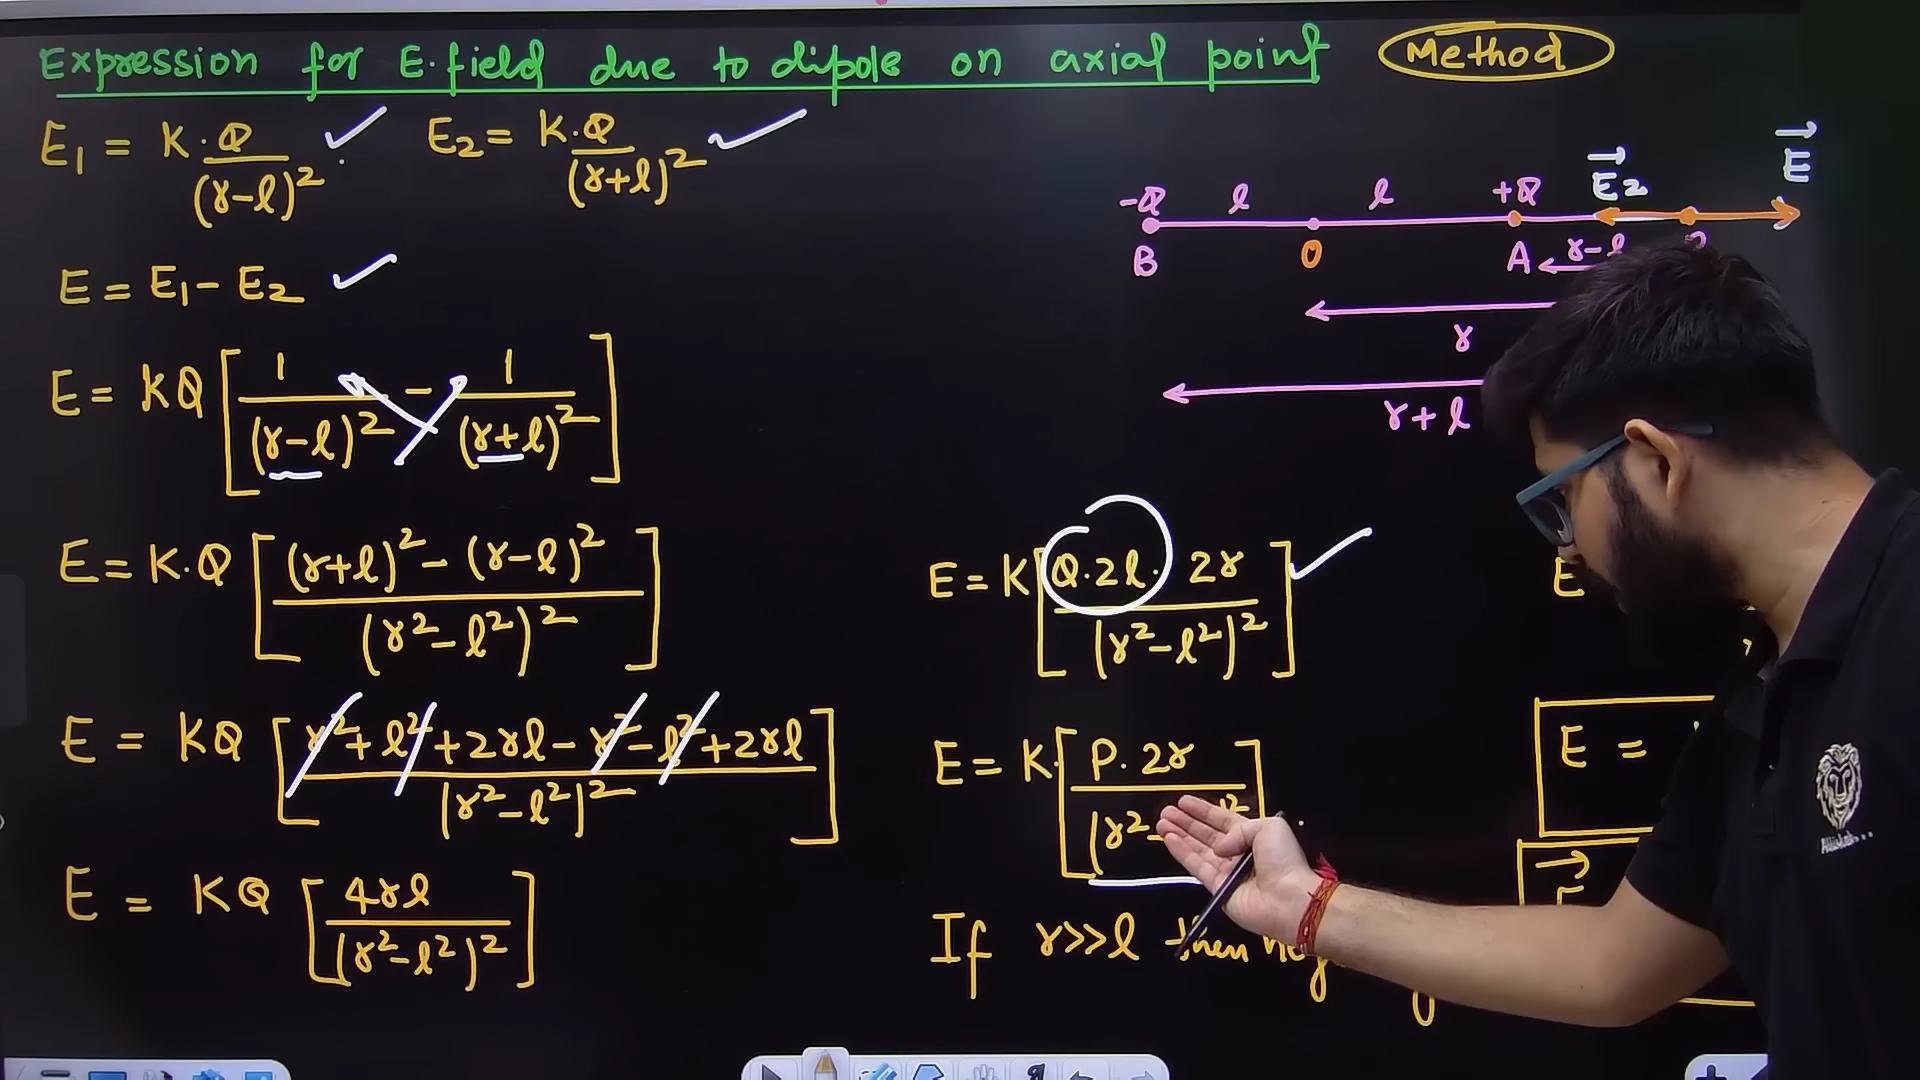 Expression for E.field due to dipole on axial point
Method
E₁ = K.Q/(r-l)² ✓ E₂ = K.Q/(r+l)² ✓
E = E₁ - E₂ ✓
E = KQ [1/(r-l)² - 1/(r+l)²]
E = K.Q [((r+l)² - (r-l)²)/(r²-l²)²]
E = KQ [(r²+l²+2rl-r²-l²+2rl)/(r²-l²)²]
E = KQ [4rl/(r²-l²)²]
E⃗
E⃗₂
-Q l l +Q
B O A r-l
r
r+l
E = K [Q.2l. 2r/(r²-l²)²] ✓
E = K [P.2r/(r²-
If r>>l then
E
E =